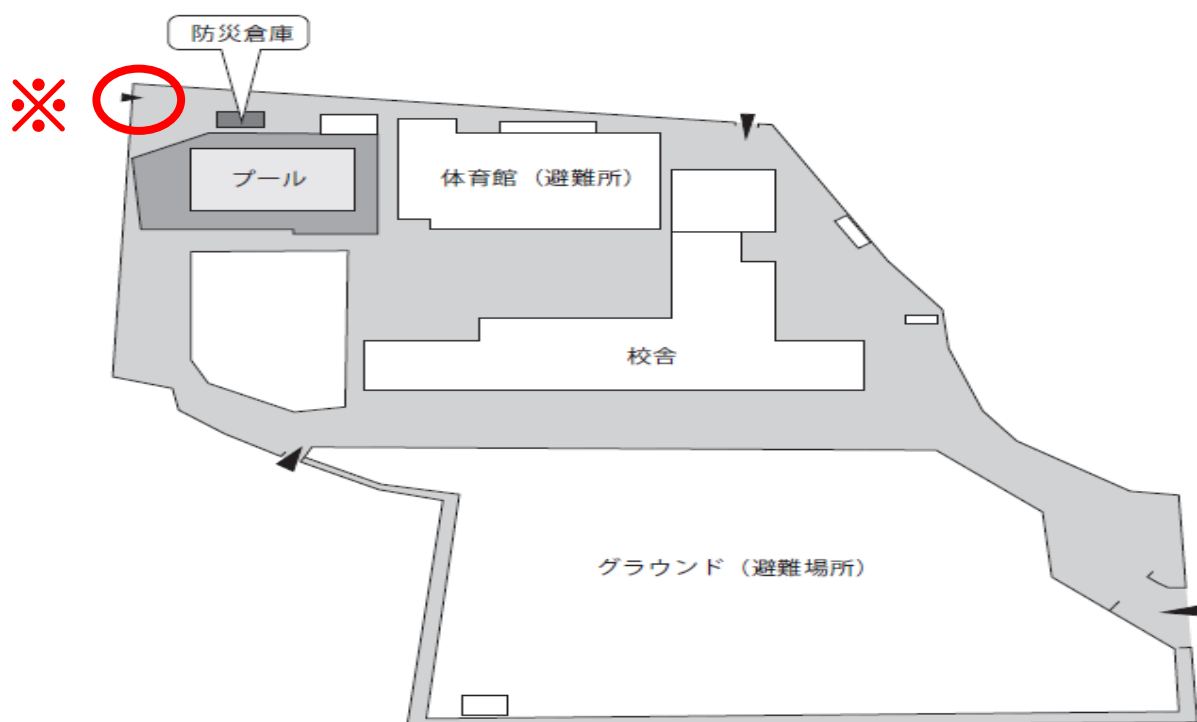 防災倉庫
※
プール
体育館（避難所）
校舎
グラウンド（避難場所）